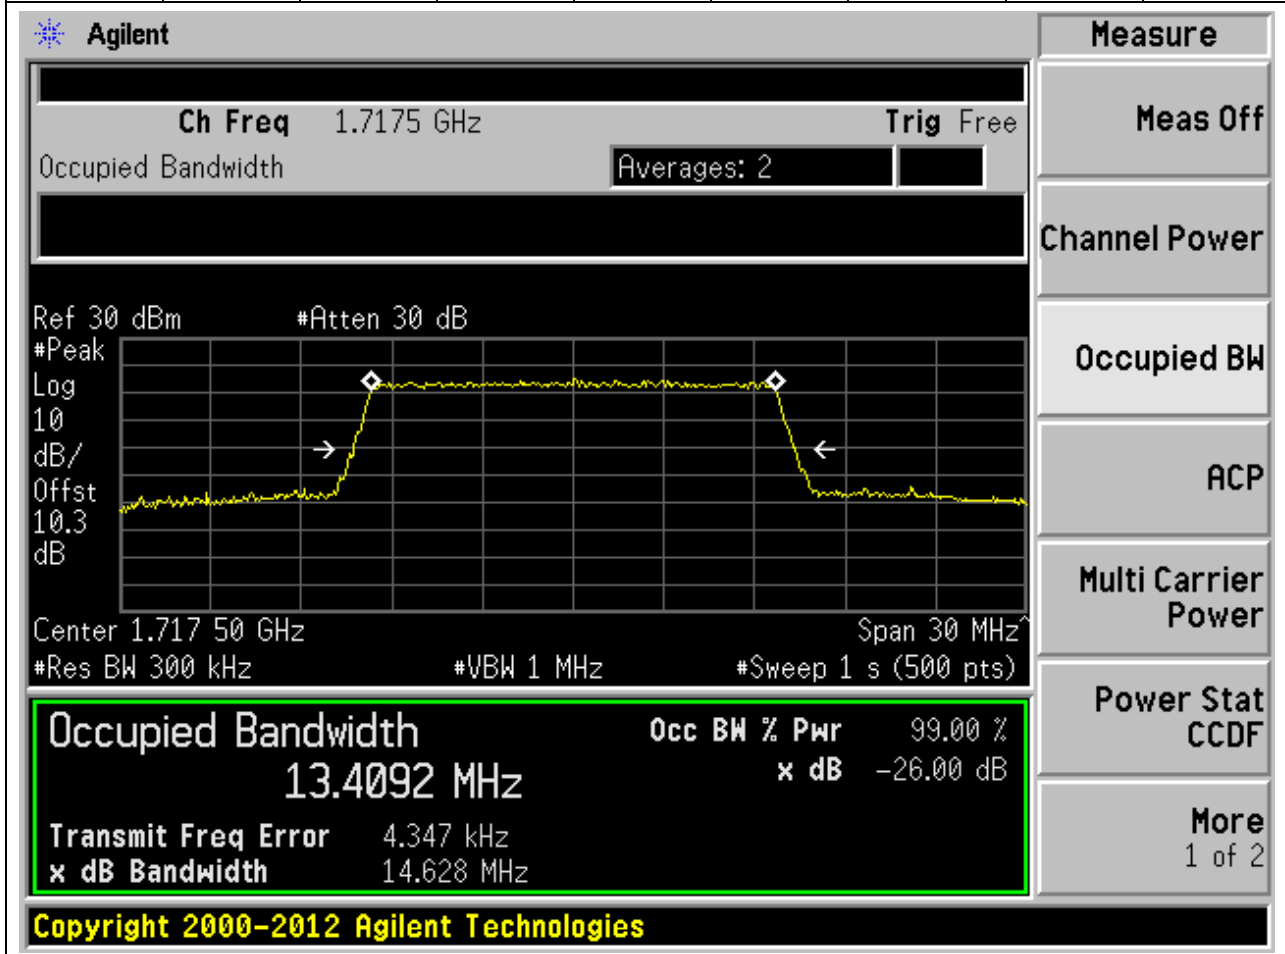 Agilent
Measure
Ch Freq 1.7175 GHz Trig Free
Occupied Bandwidth Averages: 2
Meas Off
Channel Power
Occupied BW
ACP
Multi Carrier
Power
Power Stat
CCDF
More
1 of 2
Ref 30 dBm #Atten 30 dB
#Peak
Log
10
dB/
Offst
10.3
dB
Center 1.717 50 GHz Span 30 MHz^
#Res BW 300 kHz #VBW 1 MHz #Sweep 1 s (500 pts)
Occupied Bandwidth Occ BW % Pwr 99.00 %
13.4092 MHz x dB -26.00 dB
Transmit Freq Error 4.347 kHz
x dB Bandwidth 14.628 MHz
Copyright 2000-2012 Agilent Technologies